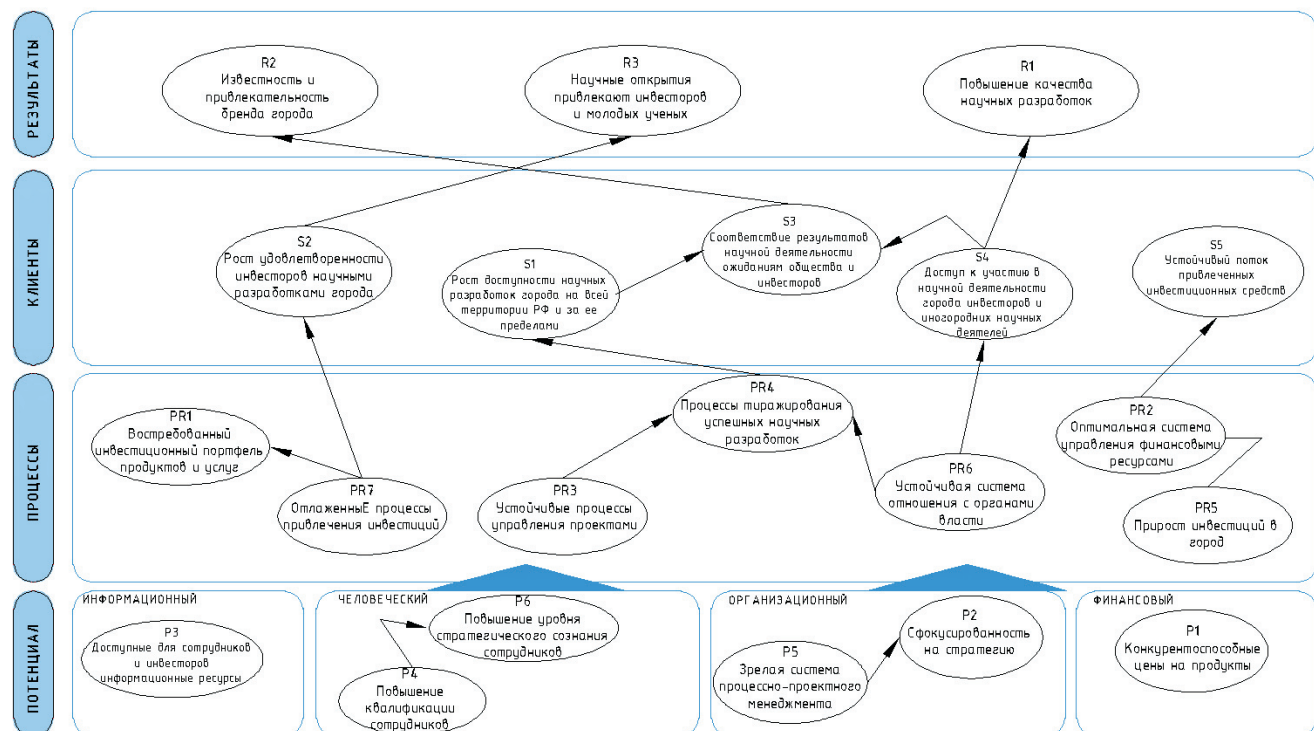 РЕЗУЛЬТАТЫ
R2
Известность и
привлекательность
бренда города
R3
Научные открытия
привлекают инвесторов
и молодых ученых
R1
Повышение качества
научных разработок
КЛИЕНТЫ
S2
Рост удовлетворенности
инвесторов научными
разработками города
S1
Рост доступности научных
разработок города на всей
территории РФ и за ее
пределами
S3
Соответствие результатов
научной деятельности
ожиданиям общества и
инвесторов
S4
Доступ к участию в
научной деятельности
города инвесторов и
иногородних научных
деятелей
S5
Устойчивый поток
привлеченных
инвестиционных средств
ПРОЦЕССЫ
PR1
Востребованный
инвестиционный портфель
продуктов и услуг
PR7
ОтлаженныЕ процессы
привлечения инвестиций
PR3
Устойчивые процессы
управления проектами
PR4
Процессы тиражирования
успешных научных
разработок
PR6
Устойчивая система
отношения с органами
власти
PR2
Оптимальная система
управления финансовыми
ресурсами
PR5
Прирост инвестиций в
город
ПОТЕНЦИАЛ
ИНФОРМАЦИОННЫЙ
P3
Доступные для сотрудников
и инвесторов
информационные ресурсы
ЧЕЛОВЕЧЕСКИЙ
P6
Повышение уровня
стратегического сознания
сотрудников
P4
Повышение
квалификации
сотрудников
ОРГАНИЗАЦИОННЫЙ
P5
Зрелая система
процессно-проектного
менеджмента
P2
Сфокусированность
на стратегию
ФИНАНСОВЫЙ
P1
Конкурентоспособные
цены на продукты